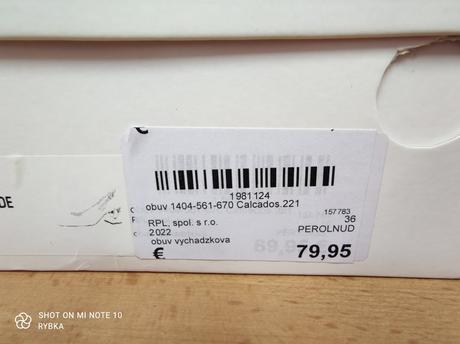 DE
€
1981124
obuv 1404-561-670 Calcados.221
157783
36
RPL, spol. s r.o.
PEROLNUD
2022
obuv vychadzkova
€ 79,95
SHOT ON MI NOTE 10
RYBKA